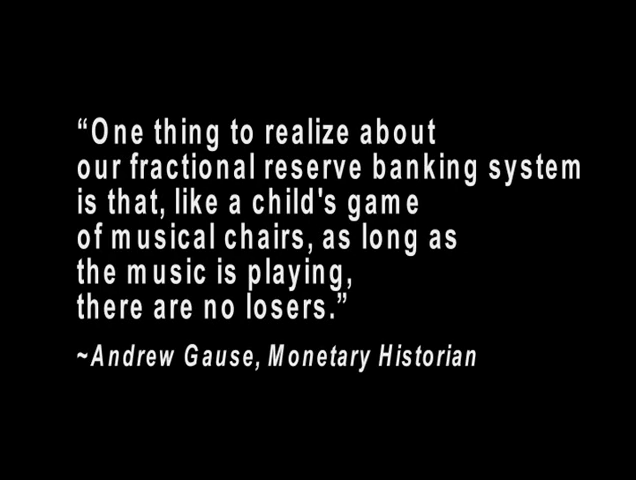 “One thing to realize about
our fractional reserve banking system
is that, like a child's game
of musical chairs, as long as
the music is playing,
there are no losers.”
~Andrew Gause, Monetary Historian